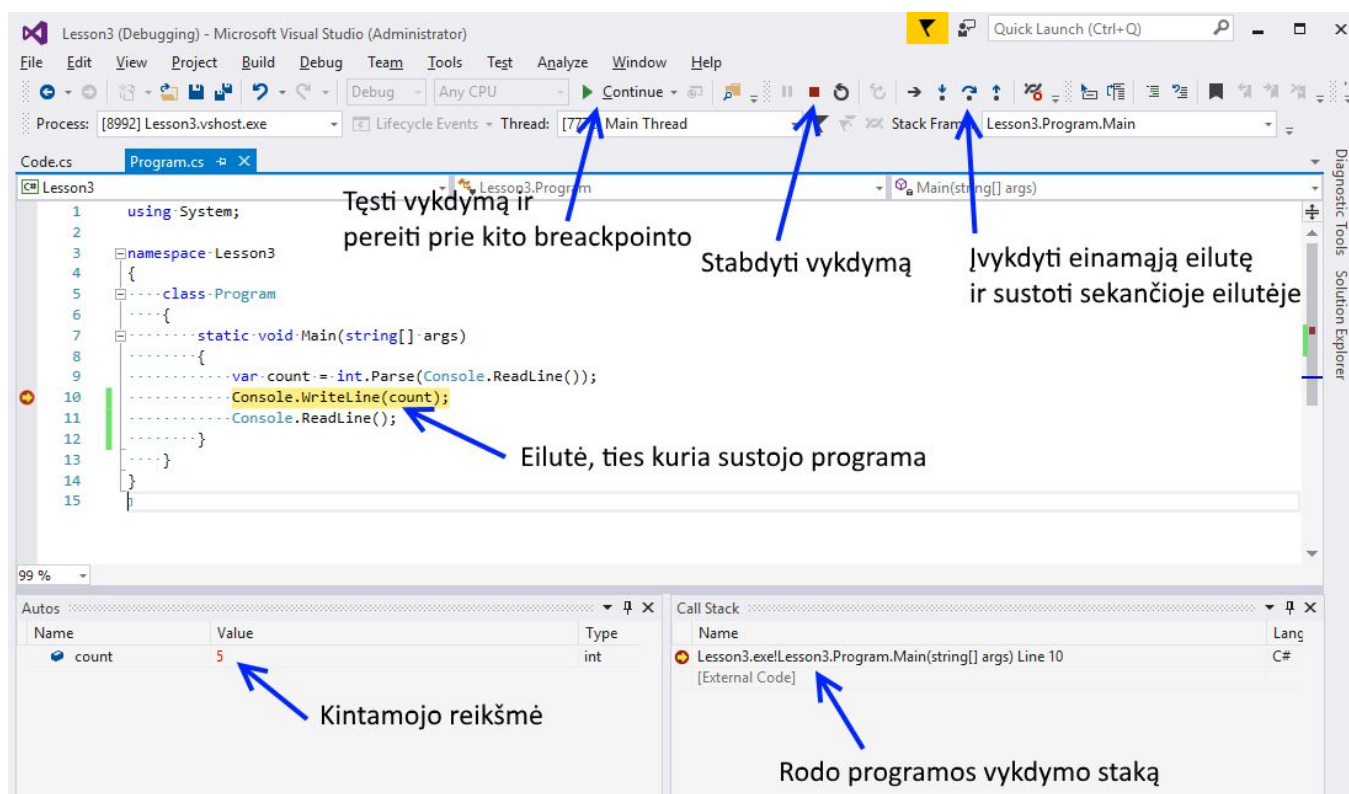 Lesson3 (Debugging) - Microsoft Visual Studio (Administrator)
Quick Launch (Ctrl+Q)
File Edit View Project Build Debug Team Tools Test Analyze Window Help
Debug Any CPU Continue
Process: [8992] Lesson3.vshost.exe Lifecycle Events Thread: Main Thread Stack Fram Lesson3.Program.Main
Code.cs Program.cs
C# Lesson3 Lesson3.Program Main(string[] args)
Tęsti vykdymą ir
pereiti prie kito breackpointo
Stabdyti vykdymą
Įvykdyti einamąją eilutę
ir sustoti sekančioje eilutėje
1 using System;
2
3 namespace Lesson3
4 {
5 class Program
6 {
7 static void Main(string[] args)
8 {
9 var count = int.Parse(Console.ReadLine());
10 Console.WriteLine(count);
11 Console.ReadLine();
12 }
13 }
14 }
15
Eilutė, ties kuria sustojo programa
Diagnostic Tools
Solution Explorer
99 %
Autos
Name Value Type
count 5 int
Kintamojo reikšmė
Call Stack
Name Lang
Lesson3.exe!Lesson3.Program.Main(string[] args) Line 10 C#
[External Code]
Rodo programos vykdymo staką